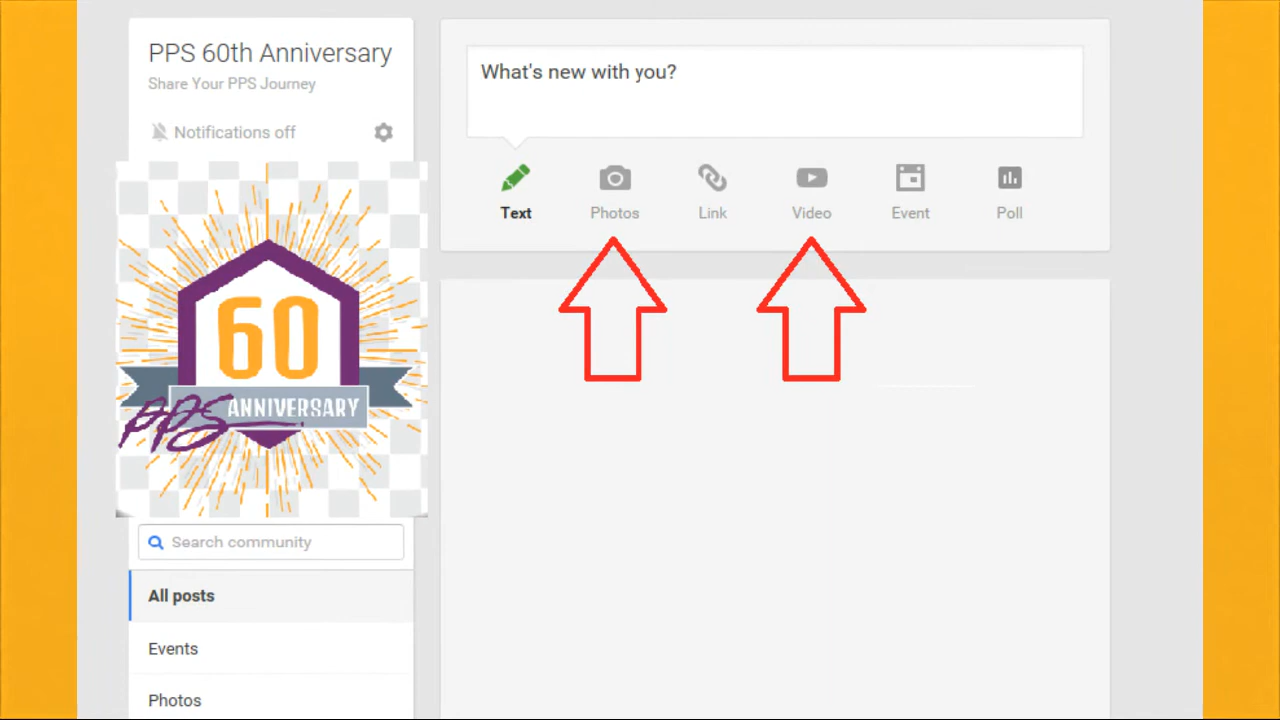 PPS 60th Anniversary
Share Your PPS Journey
Notifications off
60
ANNIVERSARY
PPS
Search community
All posts
Events
Photos
What's new with you?
Text
Photos
Link
Video
Event
Poll